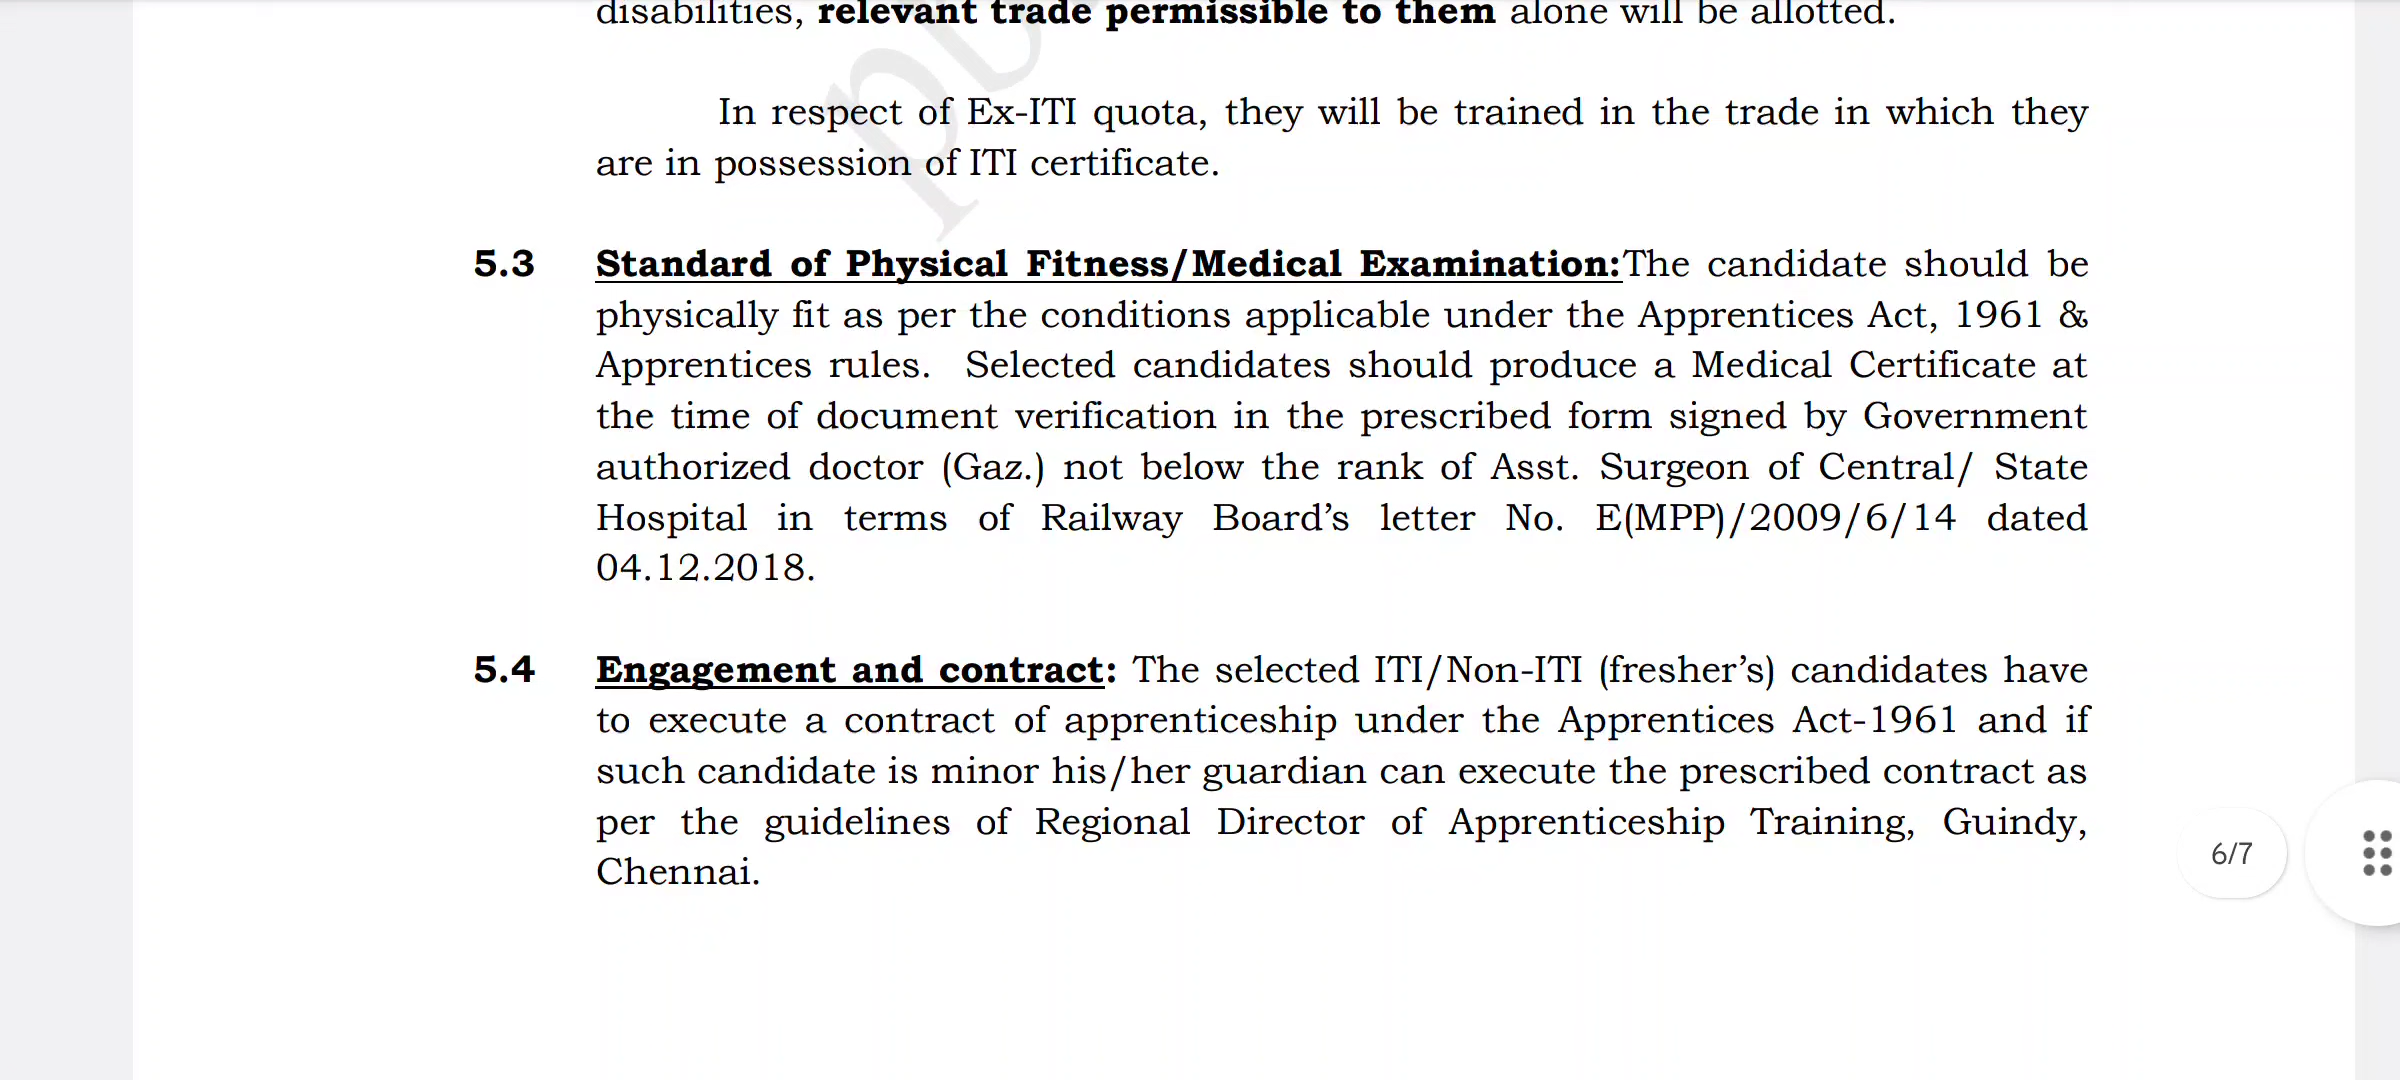 disabilities, relevant trade permissible to them alone will be allotted.
In respect of Ex-ITI quota, they will be trained in the trade in which they
are in possession of ITI certificate.
5.3 Standard of Physical Fitness/Medical Examination:The candidate should be
physically fit as per the conditions applicable under the Apprentices Act, 1961 &
Apprentices rules. Selected candidates should produce a Medical Certificate at
the time of document verification in the prescribed form signed by Government
authorized doctor (Gaz.) not below the rank of Asst. Surgeon of Central/ State
Hospital in terms of Railway Board’s letter No. E(MPP)/2009/6/14 dated
04.12.2018.
5.4 Engagement and contract: The selected ITI/Non-ITI (fresher’s) candidates have
to execute a contract of apprenticeship under the Apprentices Act-1961 and if
such candidate is minor his/her guardian can execute the prescribed contract as
per the guidelines of Regional Director of Apprenticeship Training, Guindy,
Chennai.
6/7